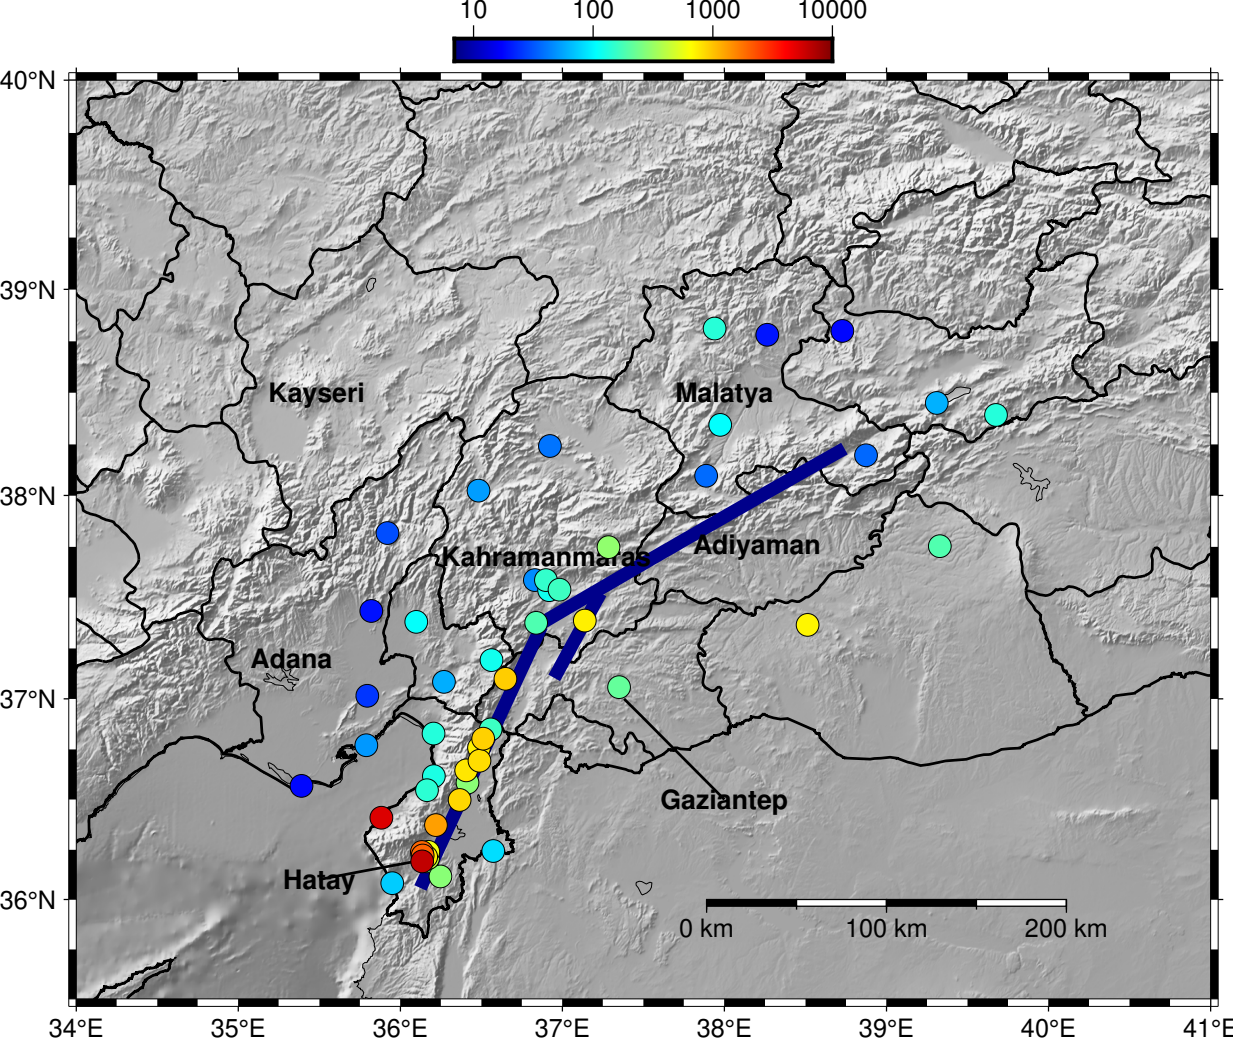 10 100 1000 10000
40°N
39°N
Kayseri Malatya
38°N
Kahramanmaras Adiyaman
Adana
37°N
Gaziantep
Hatay
36°N
0 km 100 km 200 km
34°E 35°E 36°E 37°E 38°E 39°E 40°E 41°E